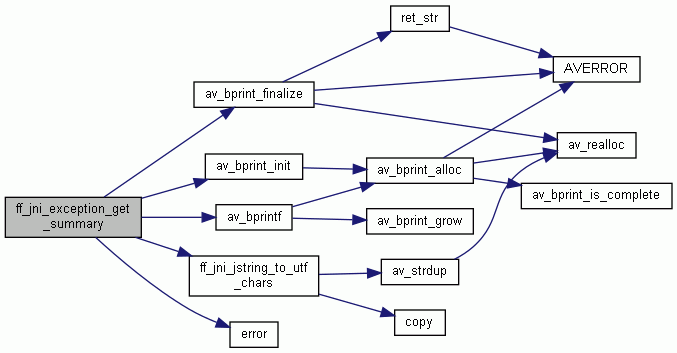 ret_str
AVERROR
av_bprint_finalize
av_realloc
av_bprint_init
av_bprint_alloc
av_bprint_is_complete
ff_jni_exception_get
_summary
av_bprintf
av_bprint_grow
ff_jni_jstring_to_utf
_chars
av_strdup
copy
error